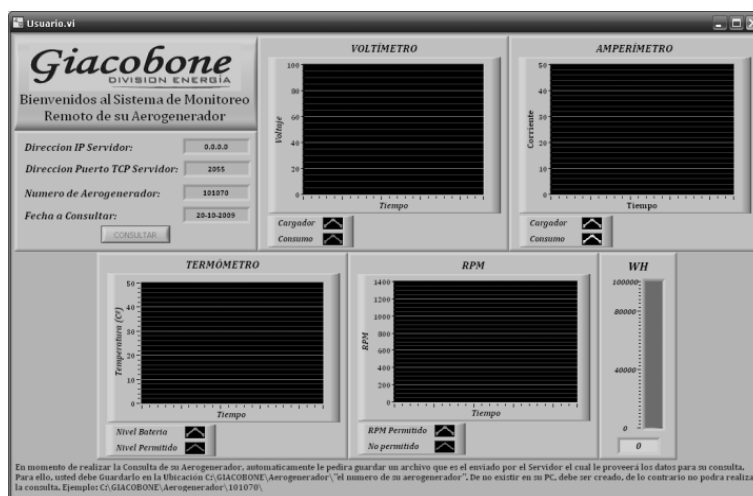 Usuario.vi
Giacobone
DIVISION ENERGÍA
Bienvenidos al Sistema de Monitoreo
Remoto de su Aerogenerador
Direccion IP Servidor: 0.0.0.0
Direccion Puerto TCP Servidor: 2055
Numero de Aerogenerador: 101070
Fecha a Consultar: 20-10-2009
CONSULTAR
VOLTÍMETRO
Voltaje
100
80
60
40
20
0
Tiempo
Cargador
Consumo
AMPERÍMETRO
Corriente
50
40
30
20
10
0
Tiempo
Cargador
Consumo
TERMÓMETRO
Temperatura (Cº)
50
40
30
20
10
0
Tiempo
Nivel Bateria
Nivel Permitido
RPM
RPM
1400
1200
1000
800
600
400
200
0
Tiempo
RPM Permitido
No permitido
WH
100000
80000
40000
0
0
En momento de realizar la Consulta de su Aerogenerador, automaticamente le pedira guardar un archivo que es el enviado por el Servidor el cual le proveerá los datos para su consulta.
Para ello, usted debe Guardarlo en la Ubicación C:\GIACOBONE\Aerogenerador\"el numero de su aerogenerador". De no existir en su PC, debe ser creado, de lo contrario no podra realizar
la consulta. Ejemplo: C:\GIACOBONE\Aerogenerador\101070\